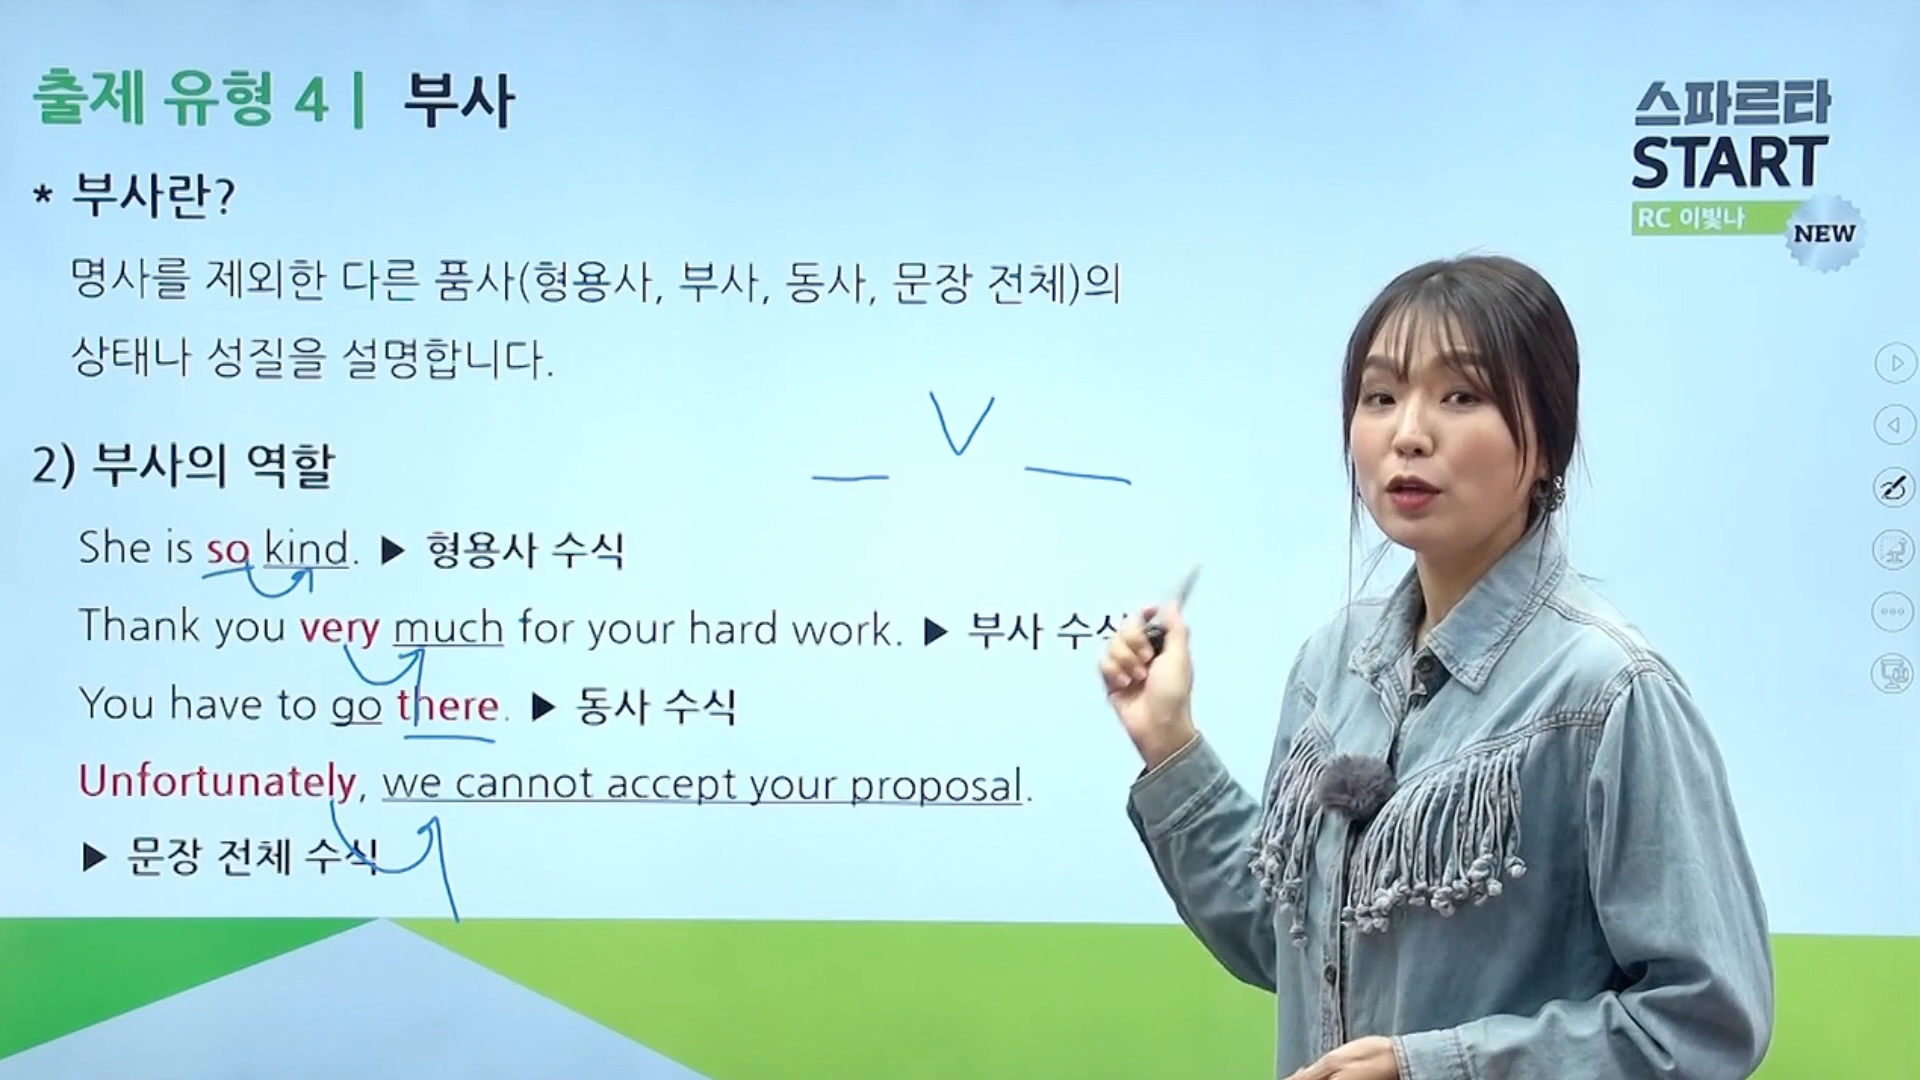 출제 유형 4 | 부사
* 부사란?
명사를 제외한 다른 품사(형용사, 부사, 동사, 문장 전체)의
상태나 성질을 설명합니다.
2) 부사의 역할
V
She is so kind. ▶ 형용사 수식
Thank you very much for your hard work. ▶ 부사 수식
You have to go there. ▶ 동사 수식
Unfortunately, we cannot accept your proposal.
▶ 문장 전체 수식
스파르타
START
RC 이빛나
NEW